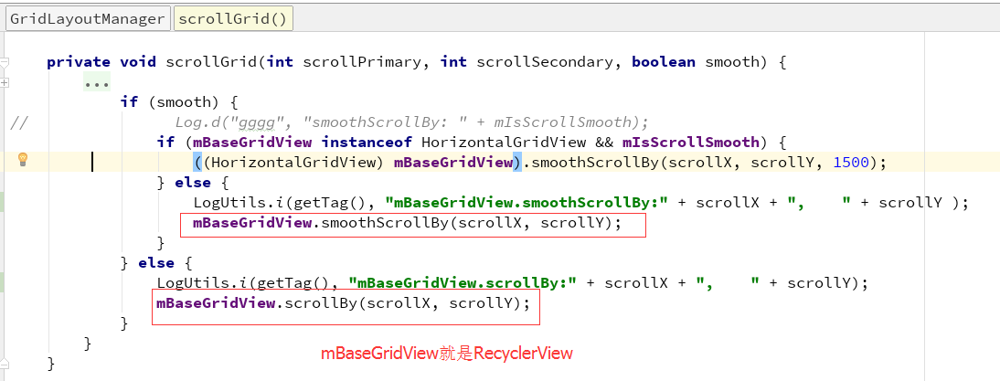 GridLayoutManager scrollGrid()
private void scrollGrid(int scrollPrimary, int scrollSecondary, boolean smooth) {
...
if (smooth) {
// Log.d("gggg", "smoothScrollBy: " + mIsScrollSmooth);
if (mBaseGridView instanceof HorizontalGridView && mIsScrollSmooth) {
((HorizontalGridView) mBaseGridView).smoothScrollBy(scrollX, scrollY, 1500);
} else {
LogUtils.i(getTag(), "mBaseGridView.smoothScrollBy:" + scrollX + ",    " + scrollY );
mBaseGridView.smoothScrollBy(scrollX, scrollY);
}
} else {
LogUtils.i(getTag(), "mBaseGridView.scrollBy:" + scrollX + ",    " + scrollY);
mBaseGridView.scrollBy(scrollX, scrollY);
}
}
mBaseGridView就是RecyclerView
}